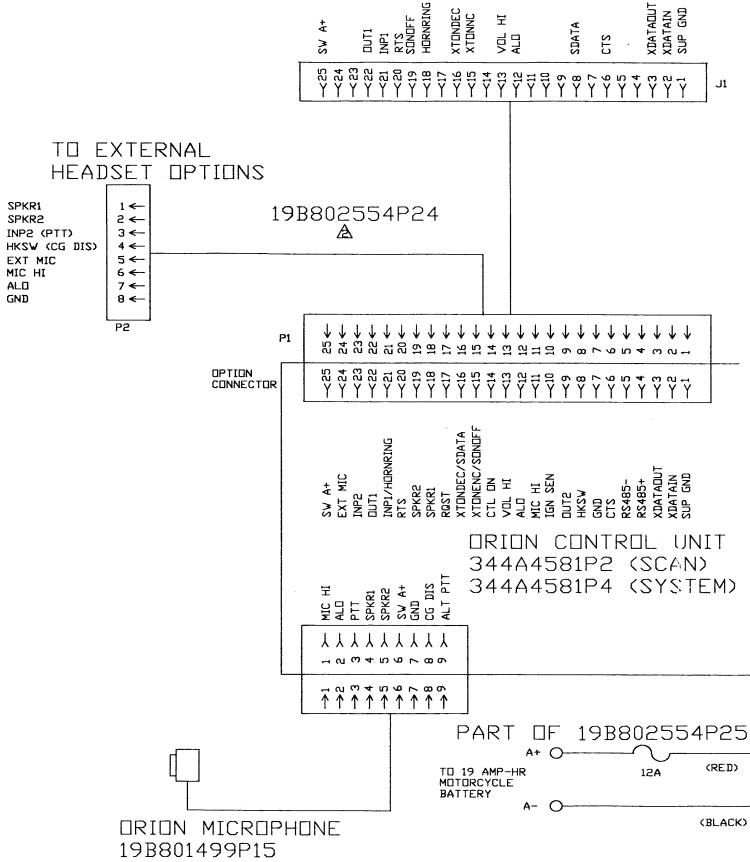 SW A+
OUT1
INP1
RTS
SONOFF
HORNRING
XTONDEC
XTONNC
VOL HI
ALO
SDATA
CTS
XDATAOUT
XDATAIN
SUP GND
25 24 23 22 21 20 19 18 17 16 15 14 13 12 11 10 9 8 7 6 5 4 3 2 1
J1
TO EXTERNAL
HEADSET OPTIONS
SPKR1 1
SPKR2 2
INP2 (PTT) 3
HKSW (CG DIS) 4
EXT MIC 5
MIC HI 6
ALO 7
GND 8
P2
19B802554P24
2
P1
25 24 23 22 21 20 19 18 17 16 15 14 13 12 11 10 9 8 7 6 5 4 3 2 1
OPTION
CONNECTOR
25 24 23 22 21 20 19 18 17 16 15 14 13 12 11 10 9 8 7 6 5 4 3 2 1
SW A+
EXT MIC
INP2
OUT1
INP1/HORNRING
RTS
SPKR2
SPKR1
RQST
XTONDEC/SDATA
XTONENC/SONOFF
CTL ON
VOL HI
ALO
MIC HI
IGN SEN
OUT2
HKSW
GND
CTS
RS485-
RS485+
XDATAOUT
XDATAIN
SUP GND
ORION CONTROL UNIT
344A4581P2 (SCAN)
344A4581P4 (SYSTEM)
MIC HI
ALO
PTT
SPKR1
SPKR2
SW A+
GND
CG DIS
ALT PTT
1 2 3 4 5 6 7 8 9
1 2 3 4 5 6 7 8 9
PART OF 19B802554P25
A+
12A
(RED)
TO 19 AMP-HR
MOTORCYCLE
BATTERY
A-
(BLACK)
ORION MICROPHONE
19B801499P15